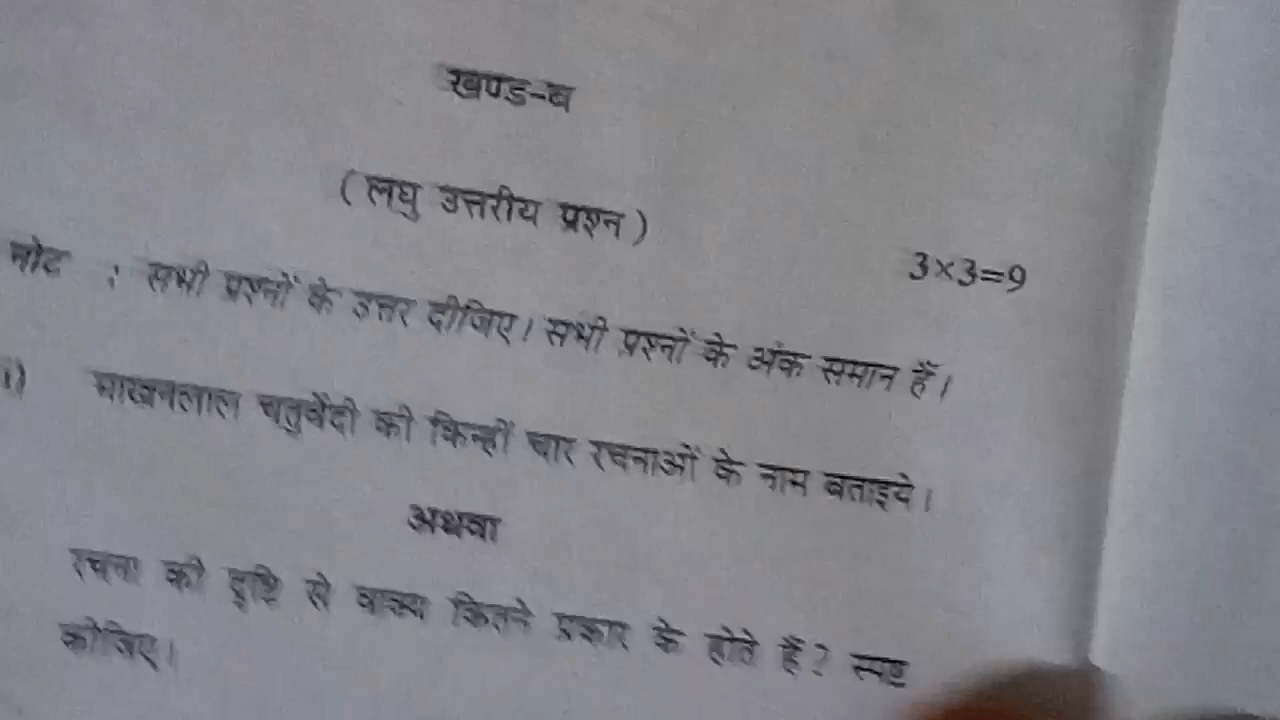 खण्ड-ब
(लघु उत्तरीय प्रश्न)
3×3=9
नोट : सभी प्रश्नों के उत्तर दीजिए। सभी प्रश्नों के अंक समान हैं।
i) माखनलाल चतुर्वेदी की किन्हीं चार रचनाओं के नाम बताइये।
अथवा
रचना की दृष्टि से वाक्य कितने प्रकार के होते हैं? स्पष्ट
कीजिए।